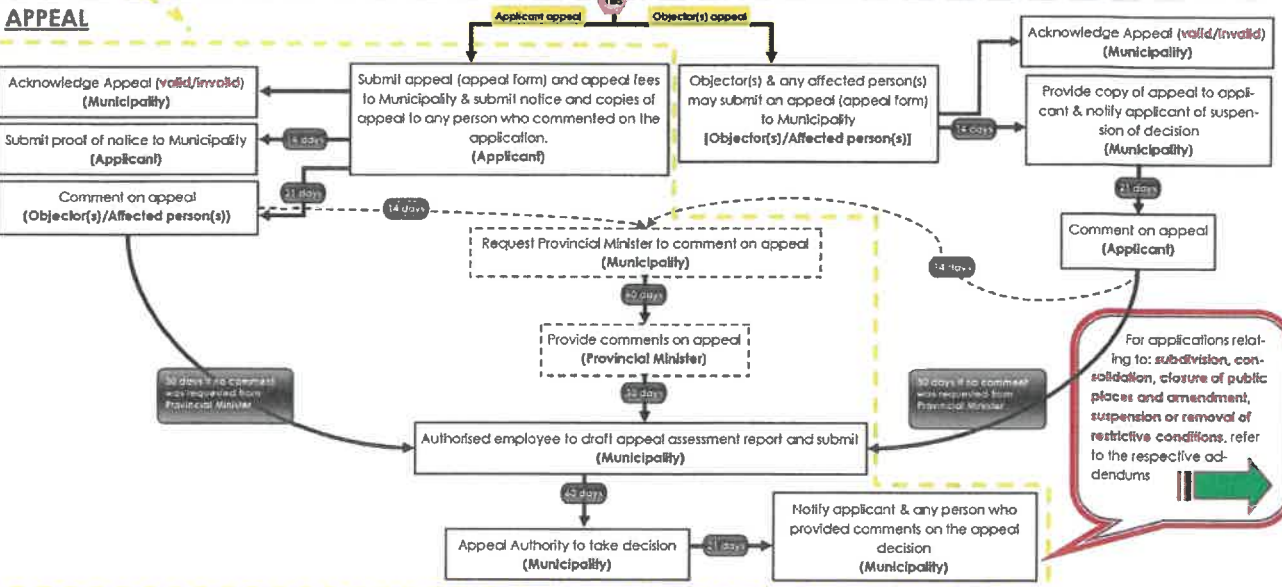 APPEAL
Applicant appeal
Objector(s) appeal
Acknowledge Appeal (valid/invalid)
(Municipality)
Submit proof of notice to Municipality
(Applicant)
Comment on appeal
(Objector(s)/Affected person(s))
Submit appeal (appeal form) and appeal fees
to Municipality & submit notice and copies of
appeal to any person who commented on the
application.
(Applicant)
14 days
21 days
Objector(s) & any affected person(s)
may submit an appeal (appeal form)
to Municipality
[Objector(s)/Affected person(s)]
14 days
Acknowledge Appeal (valid/invalid)
(Municipality)
Provide copy of appeal to appli-
cant & notify applicant of suspen-
sion of decision
(Municipality)
21 days
Comment on appeal
(Applicant)
14 days
14 days
Request Provincial Minister to comment on appeal
(Municipality)
60 days
Provide comments on appeal
(Provincial Minister)
30 days
30 days if no comment
was requested from
Provincial Minister
30 days if no comment
was requested from
Provincial Minister
Authorised employee to draft appeal assessment report and submit
(Municipality)
60 days
Appeal Authority to take decision
(Municipality)
21 days
Notify applicant & any person who
provided comments on the appeal
decision
(Municipality)
For applications relat-
ing to: subdivision, con-
solidation, closure of public
places and amendment,
suspension or removal of
restrictive conditions, refer
to the respective ad-
dendums